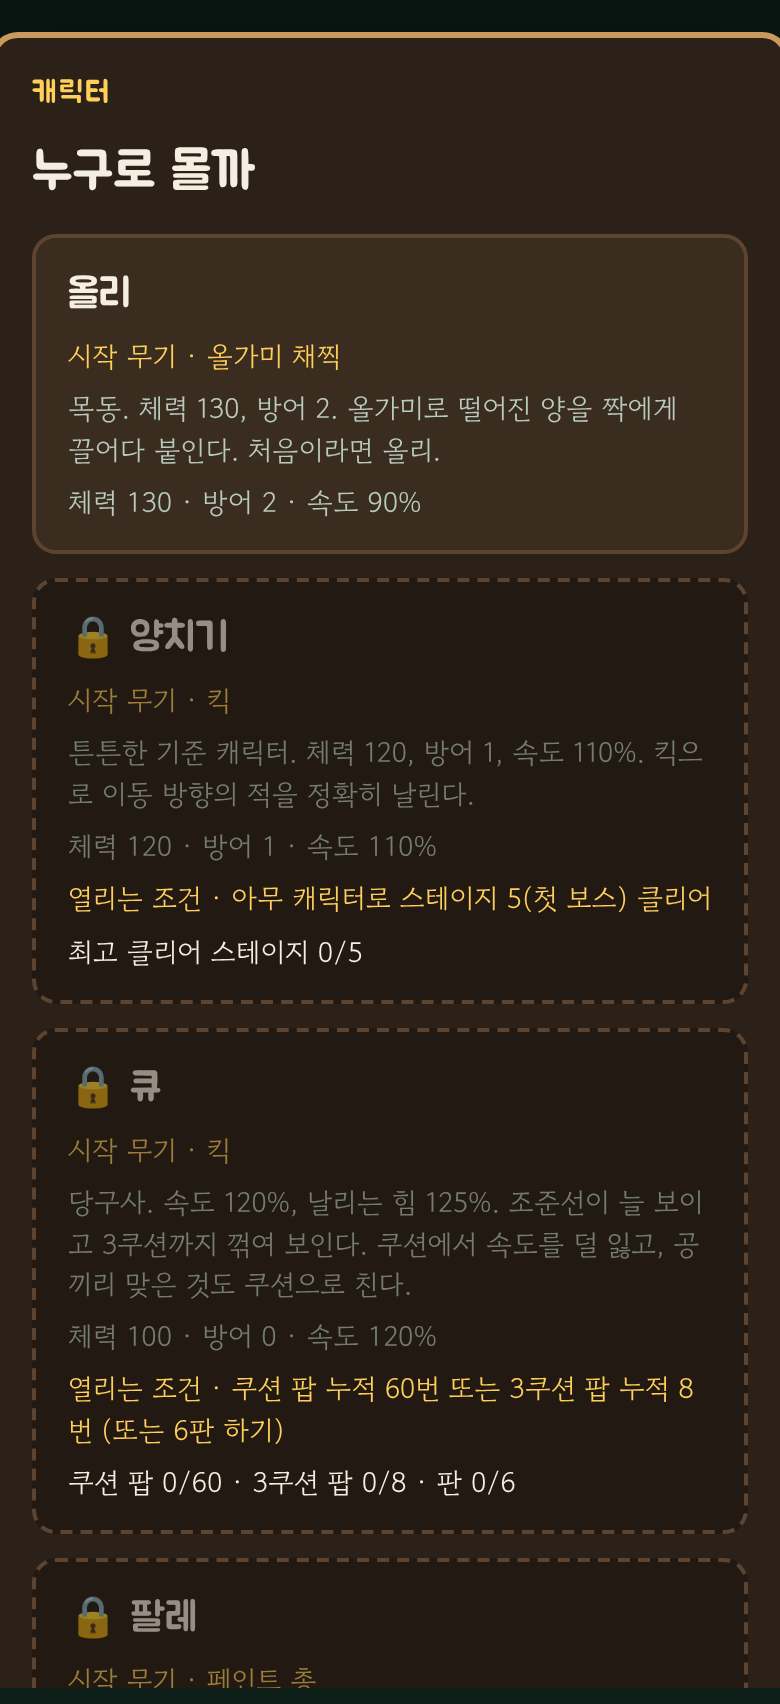 캐릭터
누구로 몰까
올리
시작 무기 · 올가미 채찍
목동. 체력 130, 방어 2. 올가미로 떨어진 양을 짝에게
끌어다 붙인다. 처음이라면 올리.
체력 130 · 방어 2 · 속도 90%
🔒 양치기
시작 무기 · 킥
튼튼한 기준 캐릭터. 체력 120, 방어 1, 속도 110%. 킥으
로 이동 방향의 적을 정확히 날린다.
체력 120 · 방어 1 · 속도 110%
열리는 조건 · 아무 캐릭터로 스테이지 5(첫 보스) 클리어
최고 클리어 스테이지 0/5
🔒 큐
시작 무기 · 킥
당구사. 속도 120%, 날리는 힘 125%. 조준선이 늘 보이
고 3쿠션까지 꺾여 보인다. 쿠션에서 속도를 덜 잃고, 공
끼리 맞은 것도 쿠션으로 친다.
체력 100 · 방어 0 · 속도 120%
열리는 조건 · 쿠션 팝 누적 60번 또는 3쿠션 팝 누적 8
번 (또는 6판 하기)
쿠션 팝 0/60 · 3쿠션 팝 0/8 · 판 0/6
🔒 팔레
시작 무기 · 페인트 총